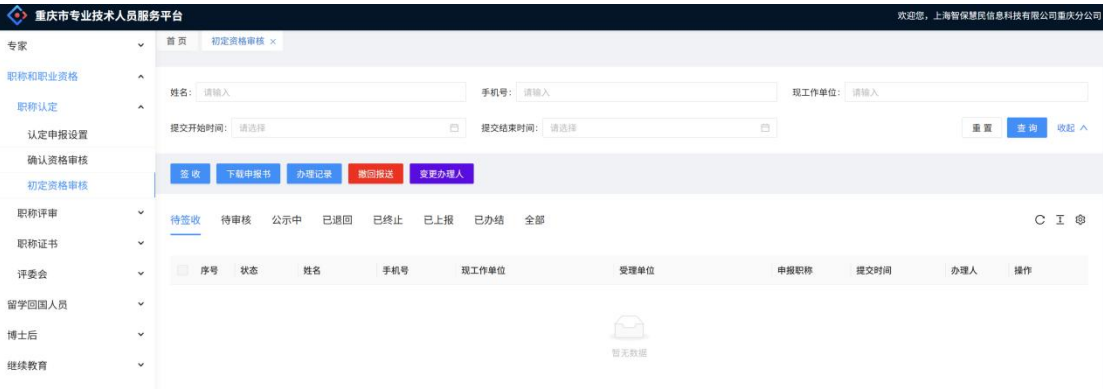 重庆市专业技术人员服务平台
欢迎您，上海智保慧民信息科技有限公司重庆分公司
专家
职称和职业资格
职称认定
认定申报设置
确认资格审核
初定资格审核
职称评审
职称证书
评委会
留学回国人员
博士后
继续教育
首页 初定资格审核 ×
姓名： 请输入 手机号： 请输入 现工作单位： 请输入
提交开始时间： 请选择 提交结束时间： 请选择 重置 查询 收起
签收 下载申报书 办理记录 撤回报送 变更办理人
待签收 待审核 公示中 已退回 已终止 已上报 已办结 全部
序号 状态 姓名 手机号 现工作单位 受理单位 申报职称 提交时间 办理人 操作
暂无数据